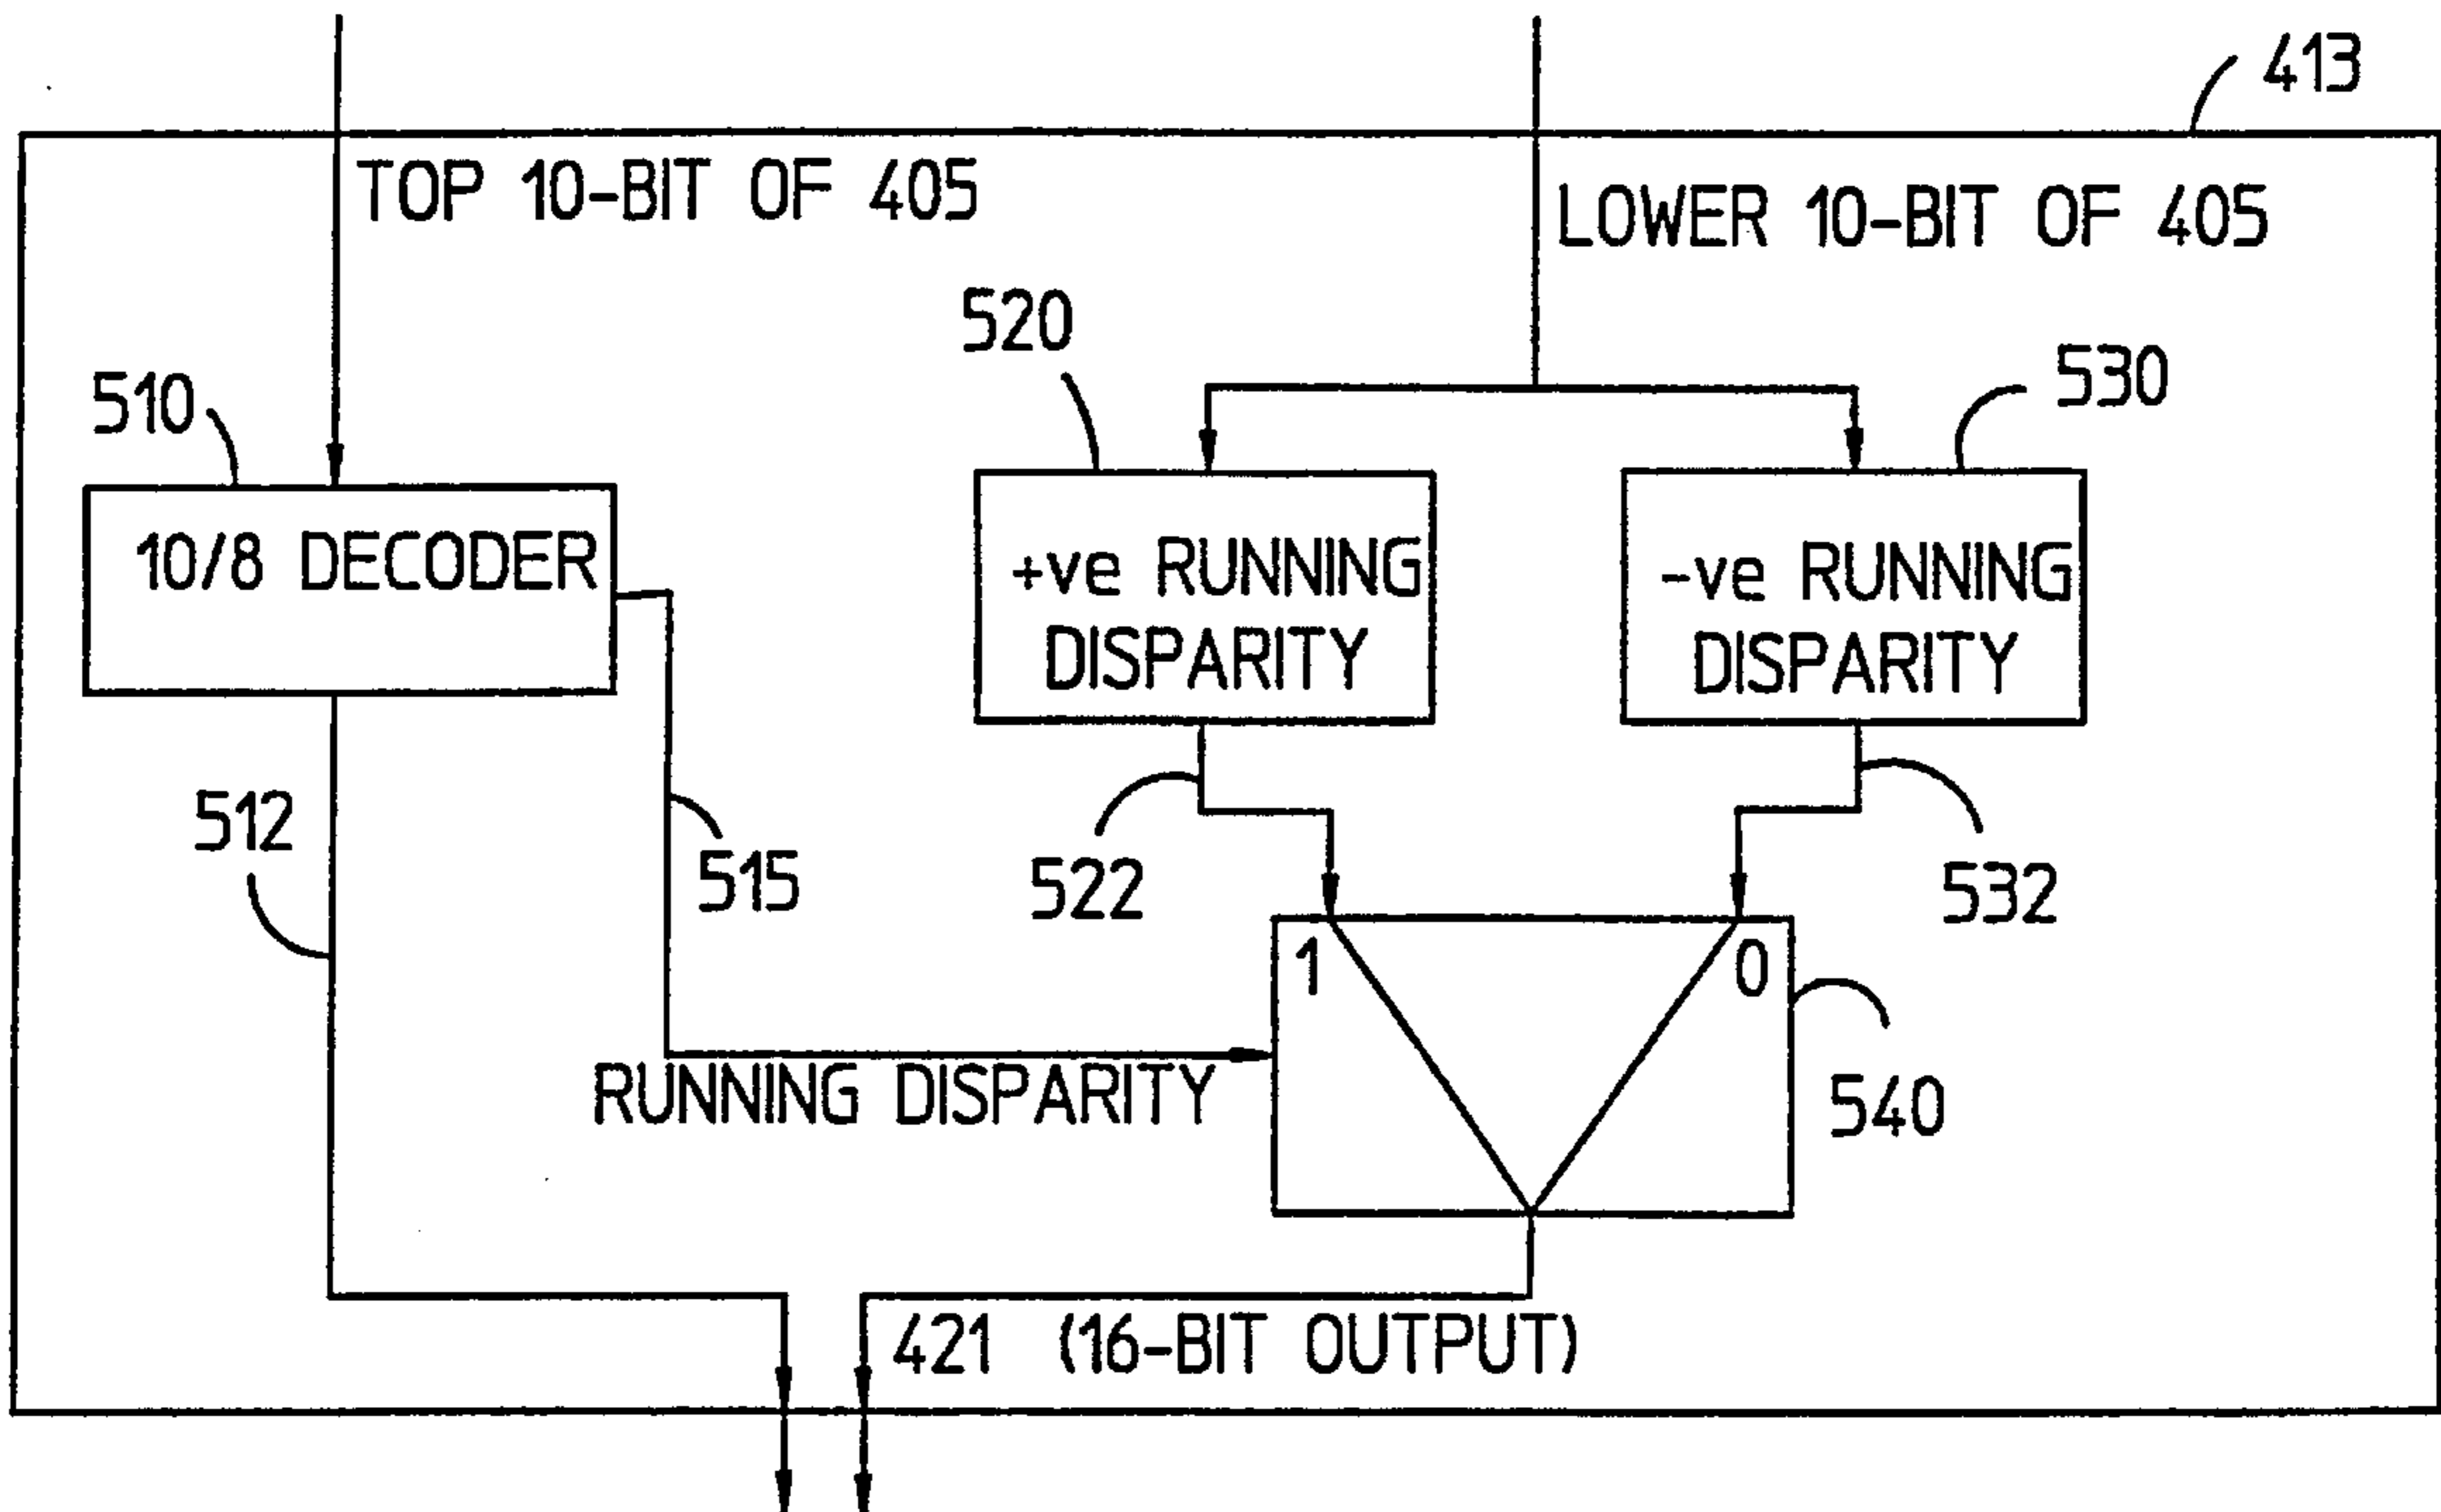 413
TOP 10-BIT OF 405
LOWER 10-BIT OF 405
520
530
510
10/8 DECODER
+ve RUNNING
DISPARITY
-ve RUNNING
DISPARITY
512
515
522
532
1
0
540
RUNNING DISPARITY
421 (16-BIT OUTPUT)